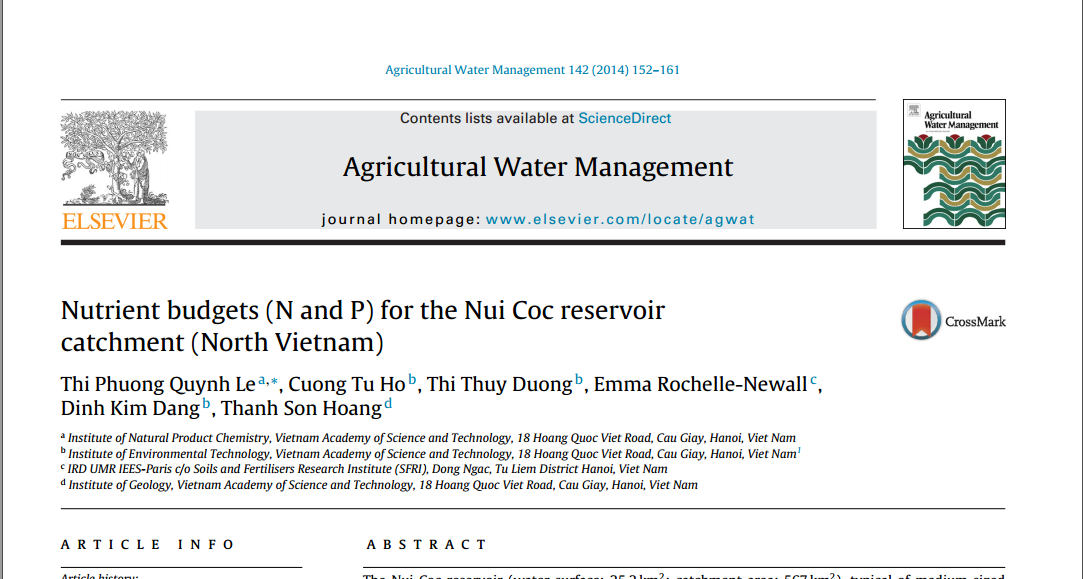 Agricultural Water Management 142 (2014) 152–161
Contents lists available at ScienceDirect
Agricultural Water Management
journal homepage: www.elsevier.com/locate/agwat
ELSEVIER
Agricultural
Water Management
Nutrient budgets (N and P) for the Nui Coc reservoir
catchment (North Vietnam)
CrossMark
Thi Phuong Quynh Le a,*, Cuong Tu Ho b, Thi Thuy Duong b, Emma Rochelle-Newall c,
Dinh Kim Dang b, Thanh Son Hoang d
a Institute of Natural Product Chemistry, Vietnam Academy of Science and Technology, 18 Hoang Quoc Viet Road, Cau Giay, Hanoi, Viet Nam
b Institute of Environmental Technology, Vietnam Academy of Science and Technology, 18 Hoang Quoc Viet Road, Cau Giay, Hanoi, Viet Nam 1
c IRD UMR IEES-Paris c/o Soils and Fertilisers Research Institute (SFRI), Dong Ngac, Tu Liem District Hanoi, Viet Nam
d Institute of Geology, Vietnam Academy of Science and Technology, 18 Hoang Quoc Viet Road, Cau Giay, Hanoi, Viet Nam
ARTICLE INFO
ABSTRACT
Article history:
The Nui Coc reservoir (water surface: 25.2 km2; catchment area: 567 km2), typical of medium sized